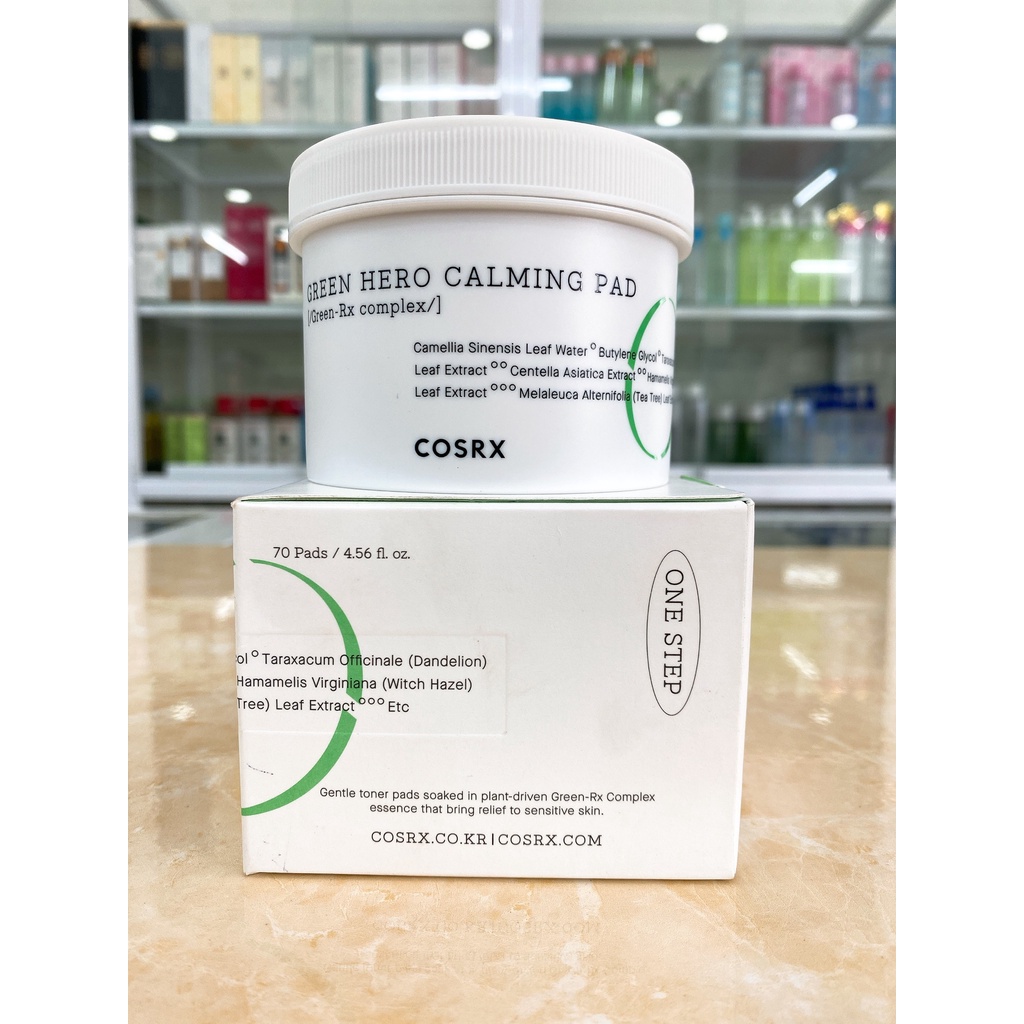 GREEN HERO CALMING PAD
[/Green-Rx complex/]
Camellia Sinensis Leaf Water ° Butylene Glycol °
Leaf Extract °° Centella Asiatica Extract °°
Leaf Extract °°° Melaleuca Alternifolia (Tea Tree)
COSRX
70 Pads / 4.56 fl. oz.
ONE STEP
ol ° Taraxacum Officinale (Dandelion)
Hamamelis Virginiana (Witch Hazel)
Tree) Leaf Extract °°° Etc
Gentle toner pads soaked in plant-driven Green-Rx Complex
essence that bring relief to sensitive skin.
COSRX.CO.KR|COSRX.COM